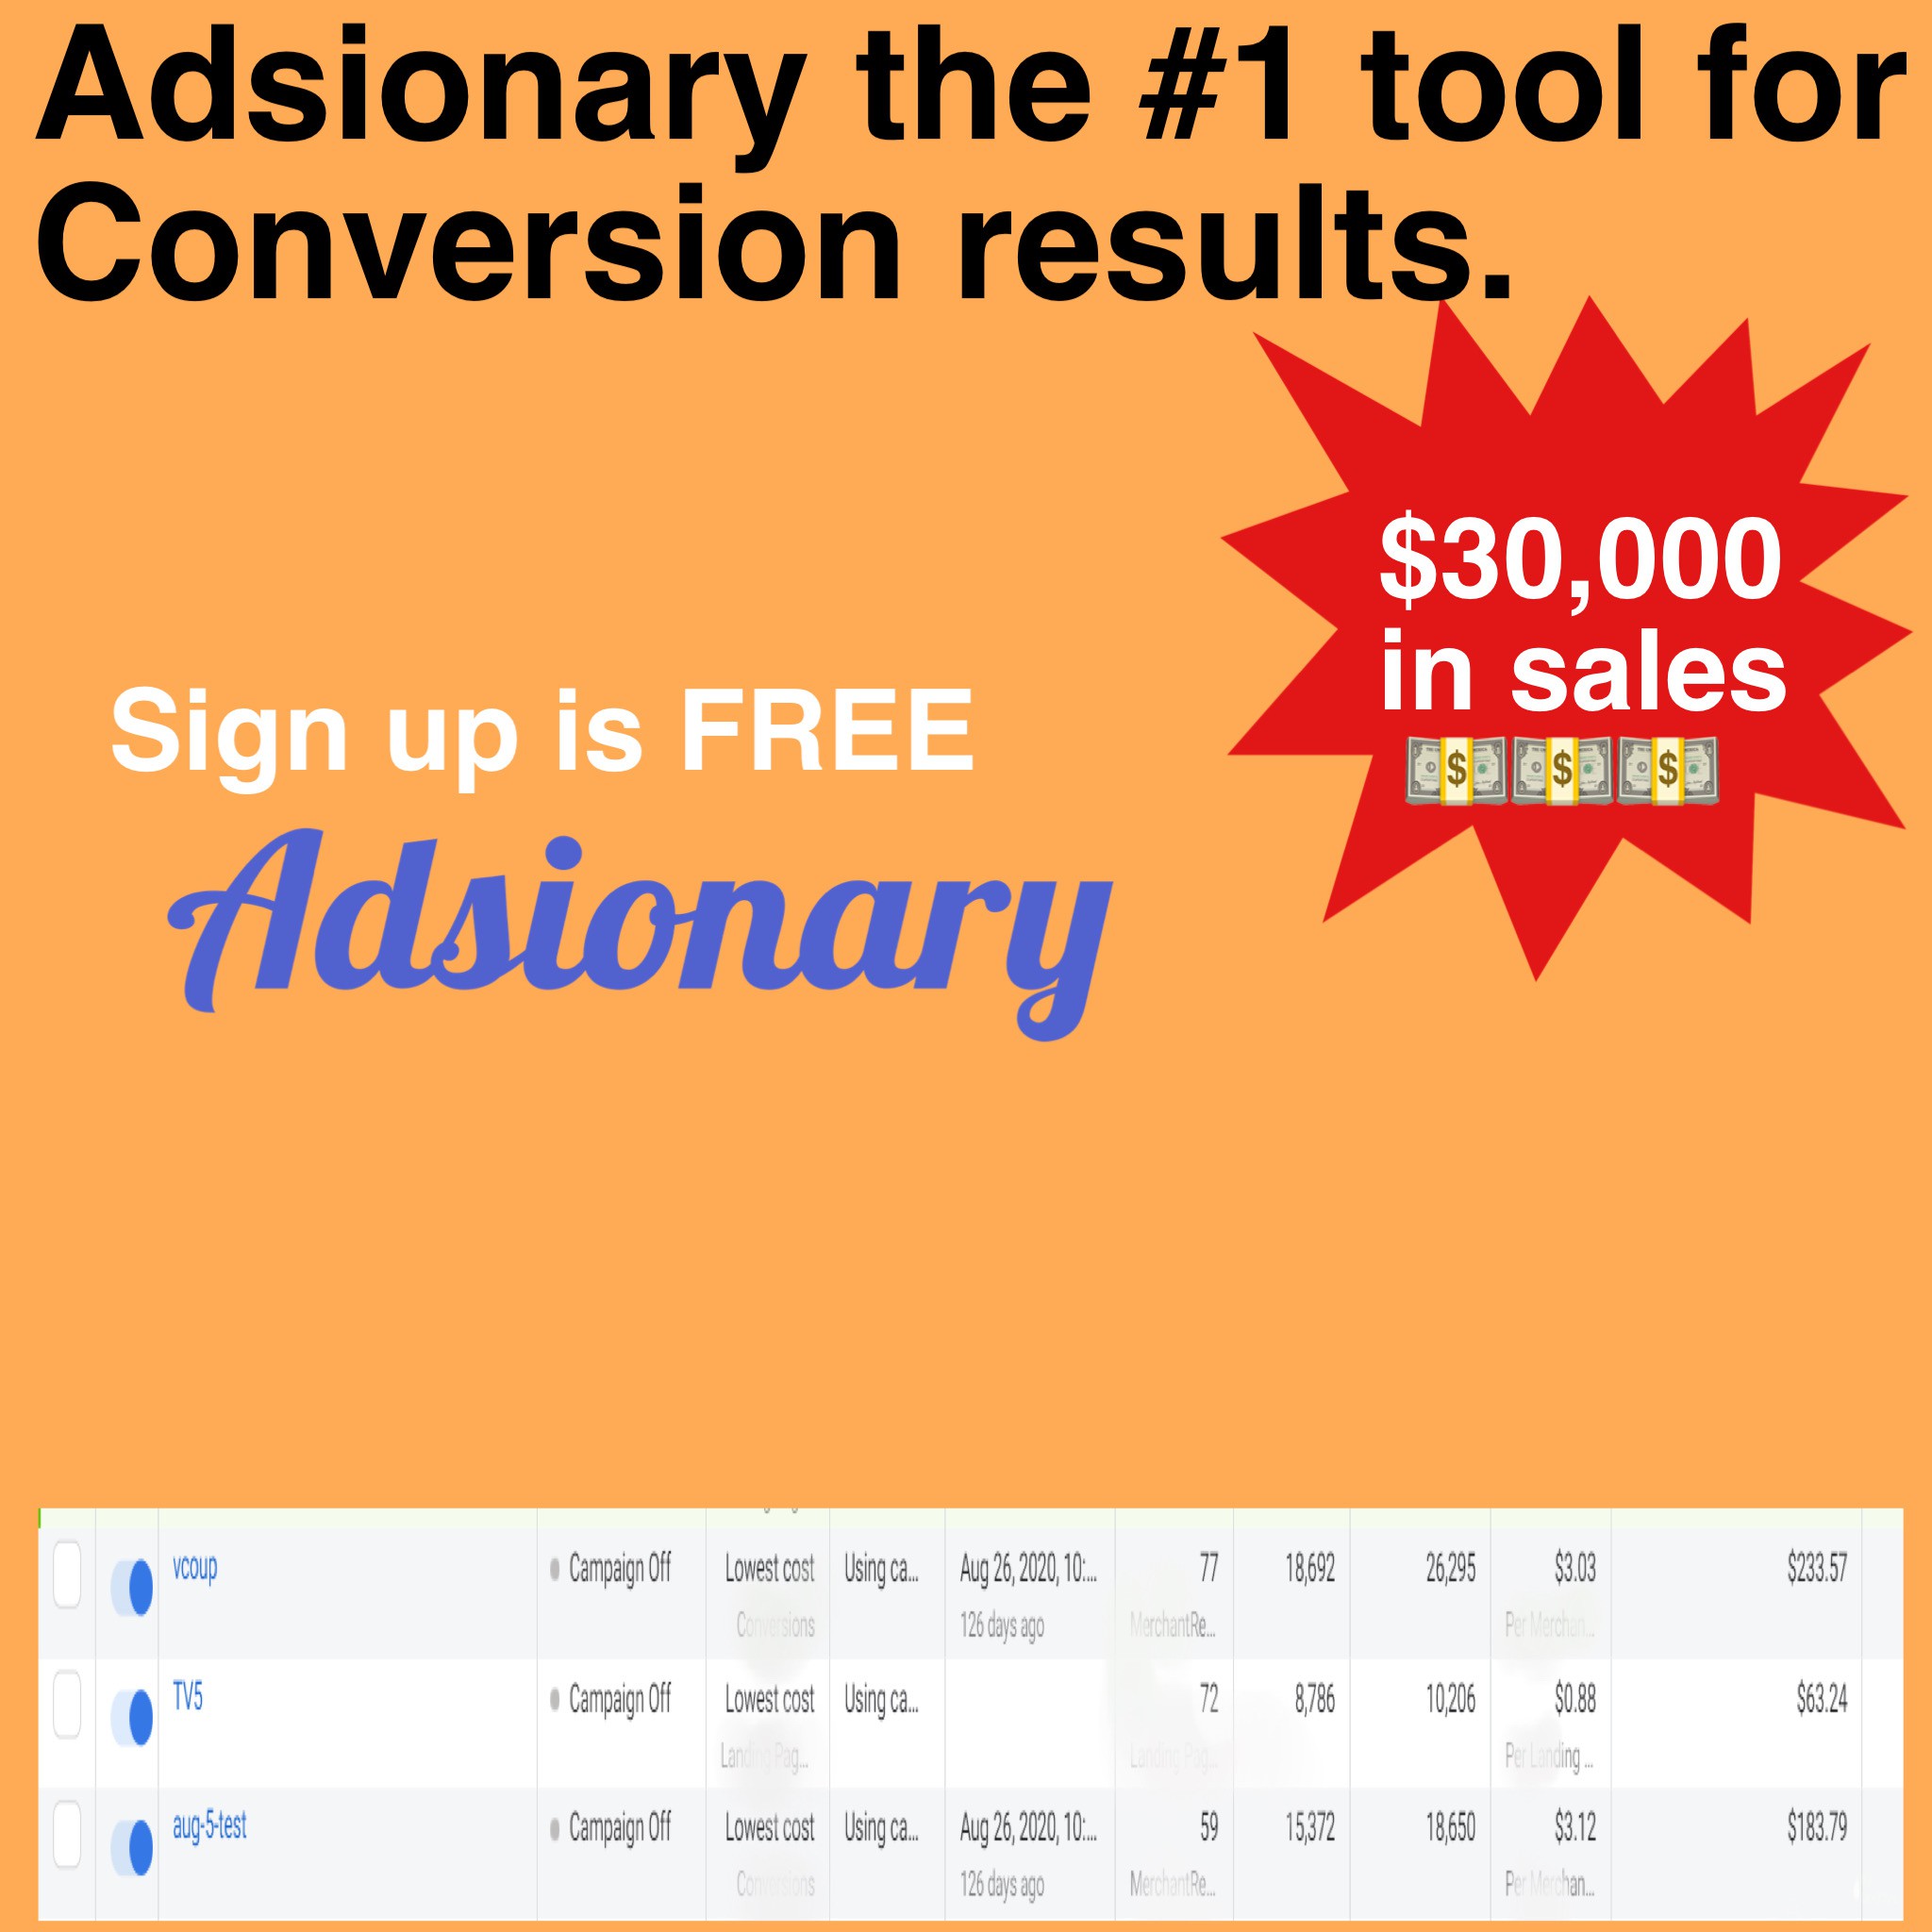 Adsionary the #1 tool for
Conversion results.
$30,000
in sales
Sign up is FREE
Adsionary
vcoup Campaign Off Lowest cost Using ca... Aug 26, 2020, 10:... 77 18,692 26,295 $3.03 $233.57
Conversions 126 days ago MerchantRe... Per Merchan...
TV5 Campaign Off Lowest cost Using ca... 72 8,786 10,206 $0.88 $63.24
Landing Pag... Landing Pag... Per Landing ...
aug-5-test Campaign Off Lowest cost Using ca... Aug 26, 2020, 10:... 59 15,372 18,650 $3.12 $183.79
Conversions 126 days ago MerchantRe... Per Merchan...